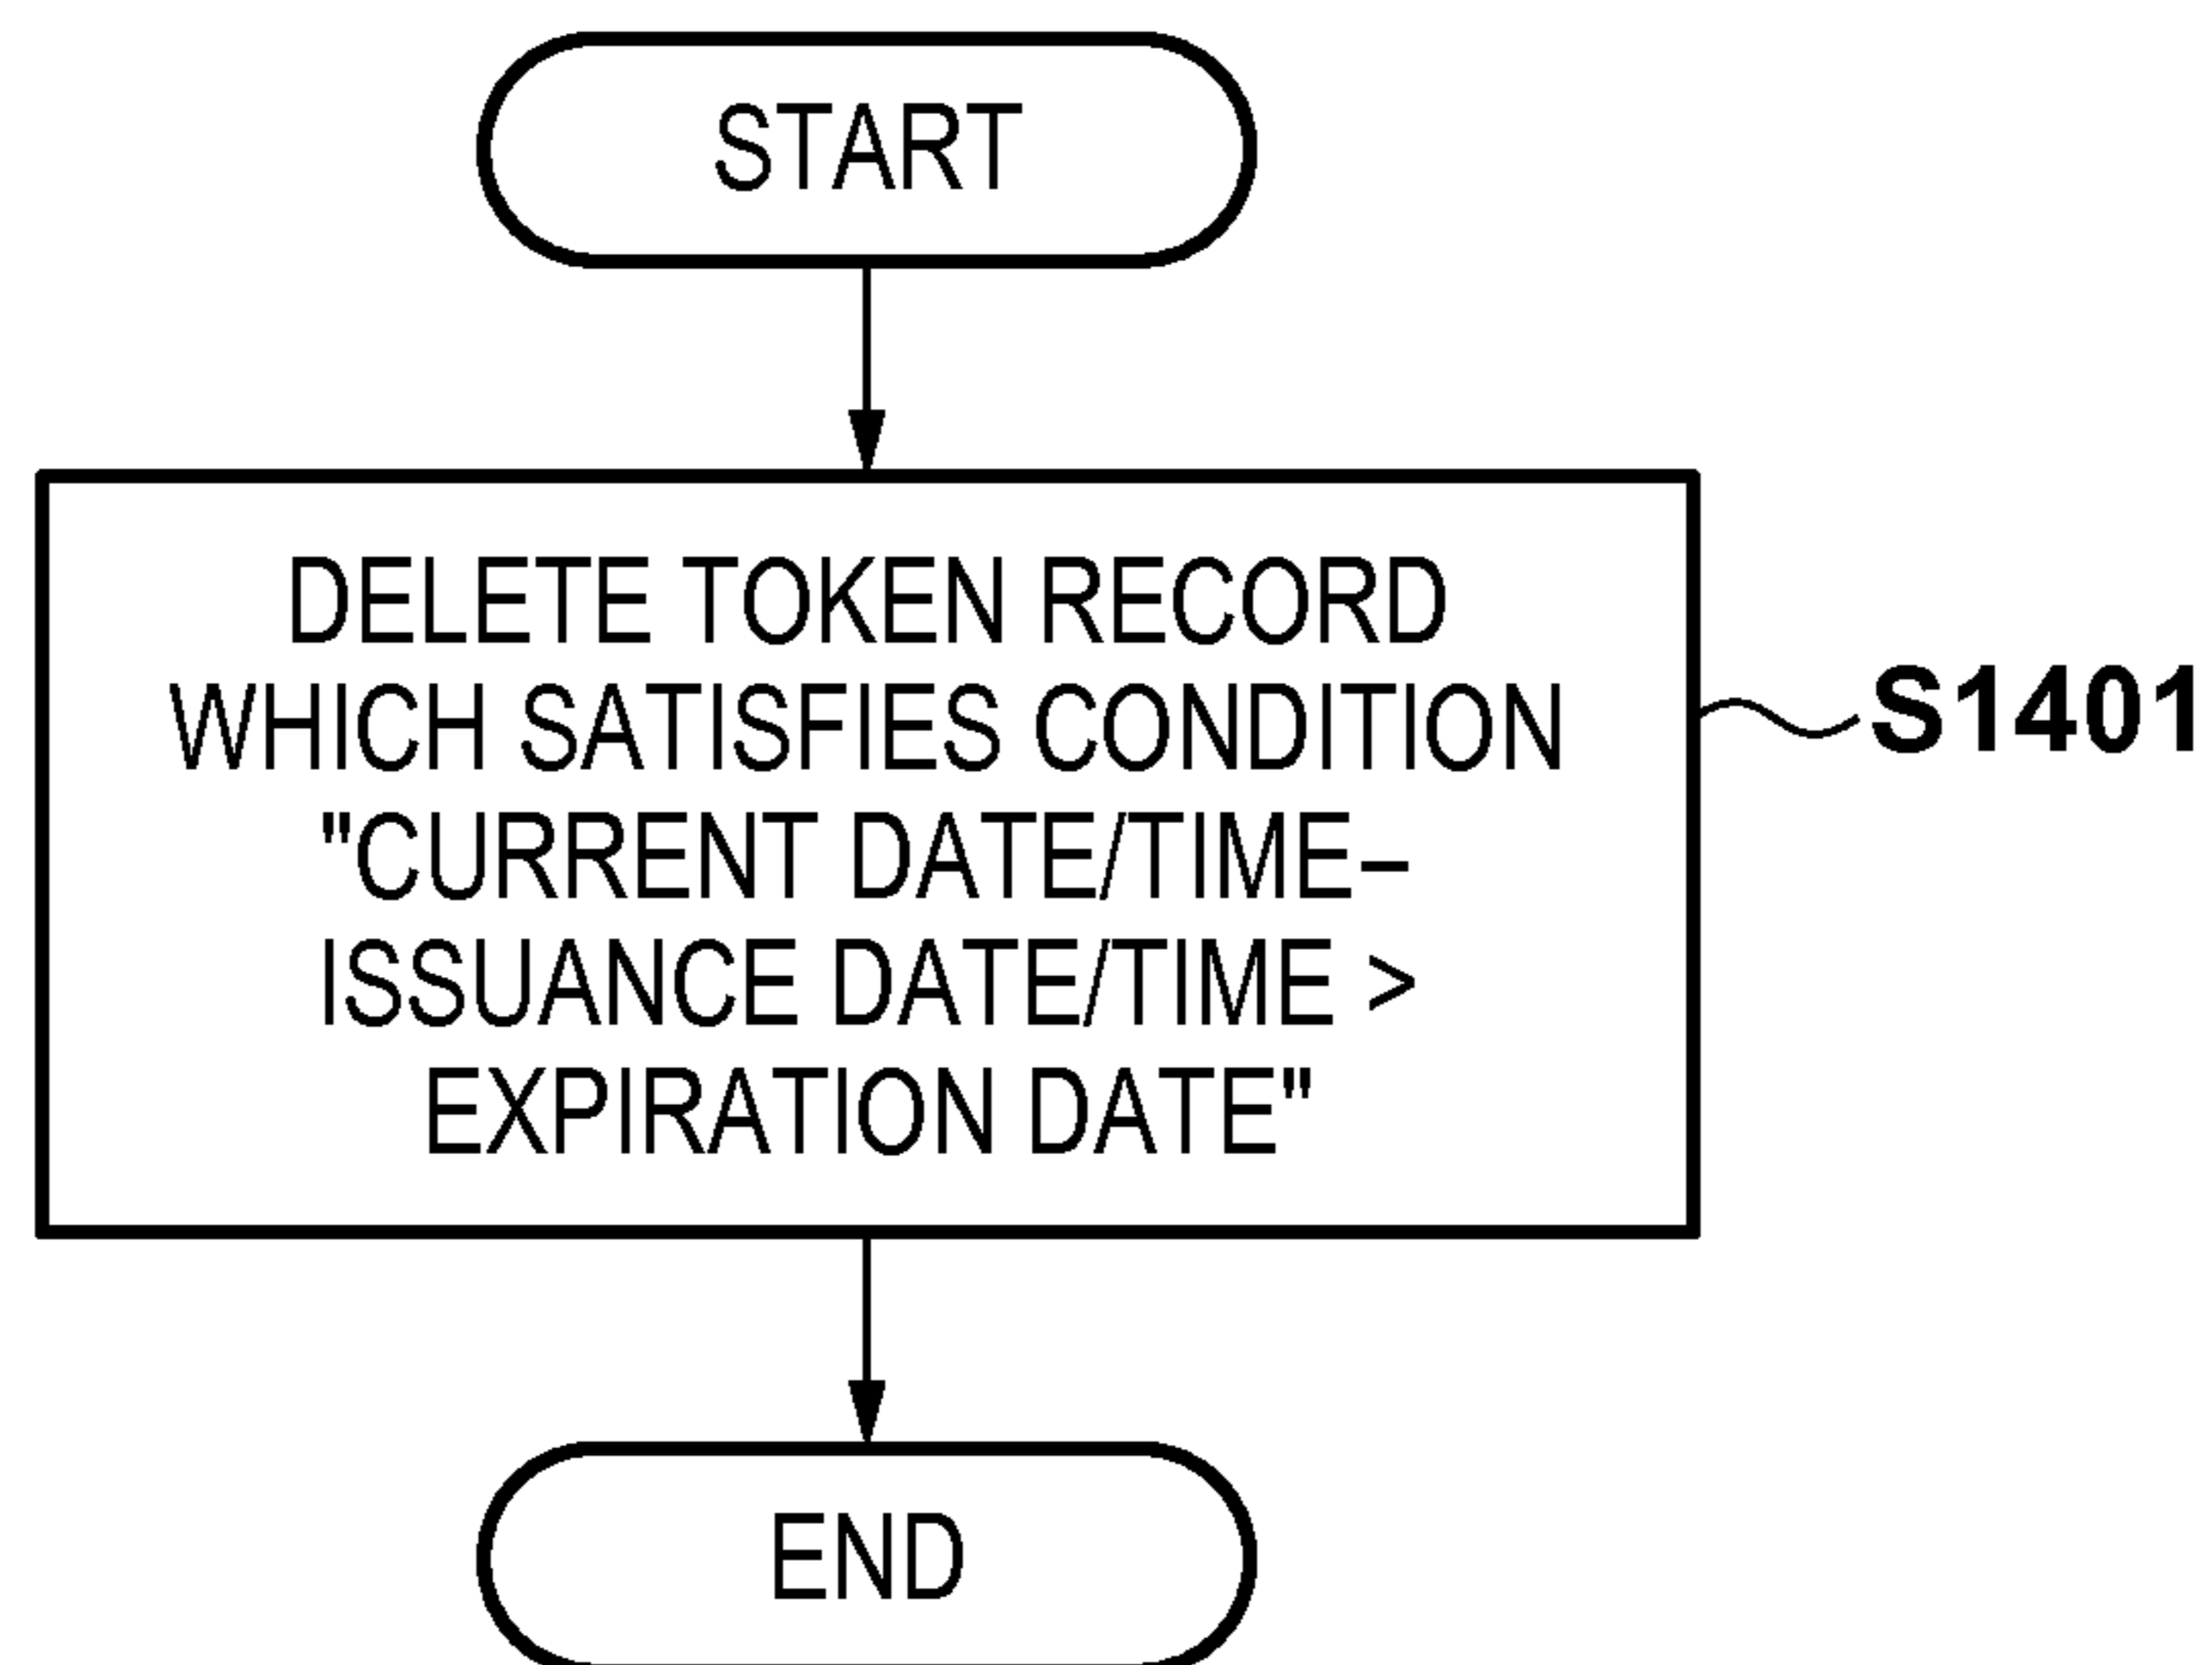 START
DELETE TOKEN RECORD
WHICH SATISFIES CONDITION
"CURRENT DATE/TIME–
ISSUANCE DATE/TIME >
EXPIRATION DATE"
S1401
END